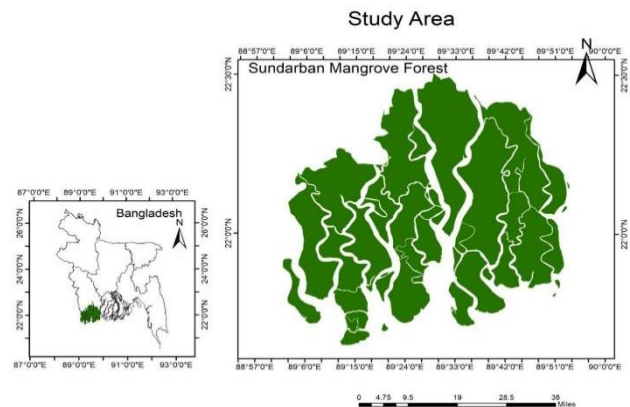 Study Area
88°57'0"E 89°6'0"E 89°15'0"E 89°24'0"E 89°33'0"E 89°42'0"E 89°51'0"E 90°0'0"E
Sundarban Mangrove Forest
N
22°30'0"N
22°0'0"N
22°30'0"N
22°0'0"N
88°57'0"E 89°6'0"E 89°15'0"E 89°24'0"E 89°33'0"E 89°42'0"E 89°51'0"E 90°0'0"E
87°0'0"E 89°0'0"E 91°0'0"E 93°0'0"E
Bangladesh
N
26°0'0"N
24°0'0"N
22°0'0"N
26°0'0"N
24°0'0"N
22°0'0"N
87°0'0"E 89°0'0"E 91°0'0"E 93°0'0"E
0 4.75 9.5 19 28.5 38
Miles